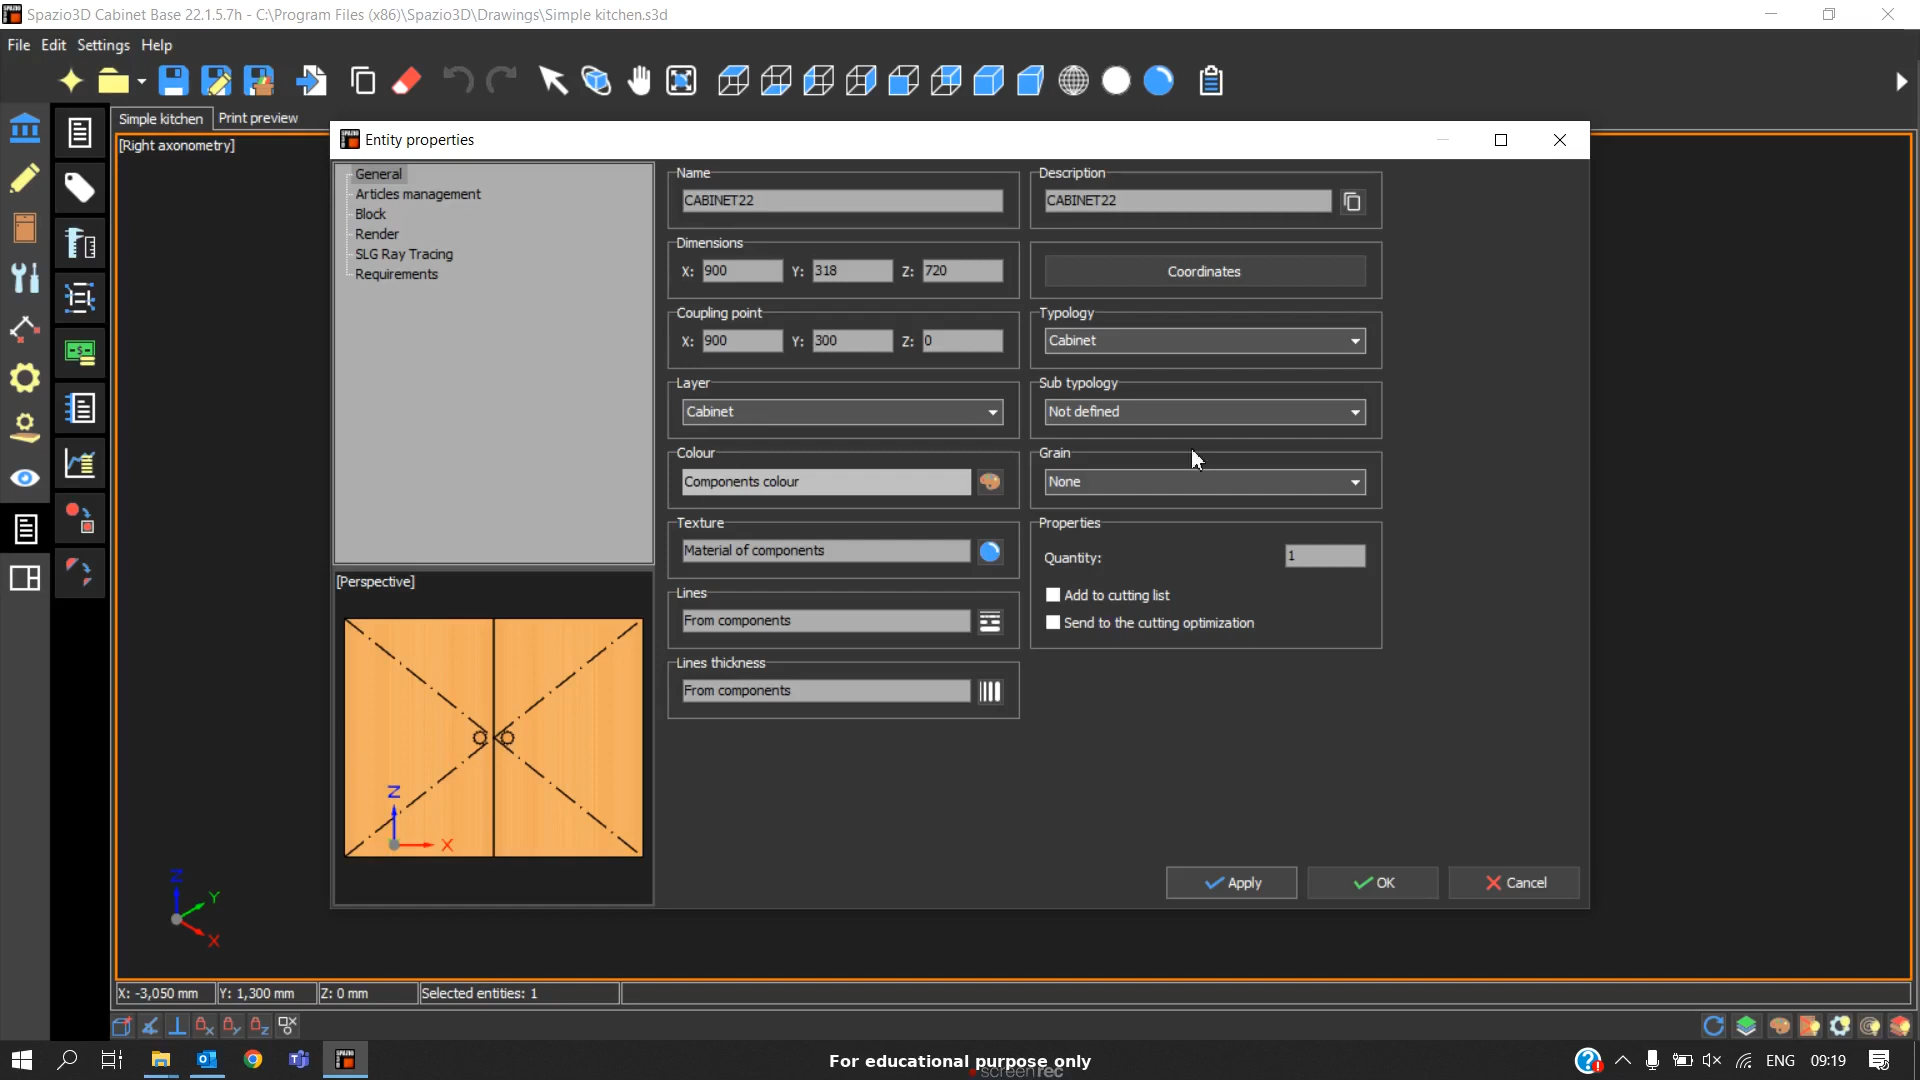 Spazio3D Cabinet Base 22.1.5.7h - C:\Program Files (x86)\Spazio3D\Drawings\Simple kitchen.s3d
File Edit Settings Help
Simple kitchen Print preview
[Right axonometry]
SPAZIO
Entity properties
General
Articles management
Block
Render
SLG Ray Tracing
Requirements
[Perspective]
Z
X
Name
CABINET22
Description
CABINET22
Dimensions
X: 900 Y: 318 Z: 720
Coordinates
Coupling point
X: 900 Y: 300 Z: 0
Typology
Cabinet
Layer
Cabinet
Sub typology
Not defined
Colour
Components colour
Grain
None
Texture
Material of components
Properties
Quantity: 1
Add to cutting list
Send to the cutting optimization
Lines
From components
Lines thickness
From components
Apply OK Cancel
Z
Y
X
X: -3,050 mm Y: 1,300 mm Z: 0 mm Selected entities: 1
For educational purpose only
screenrec
ENG 09:19